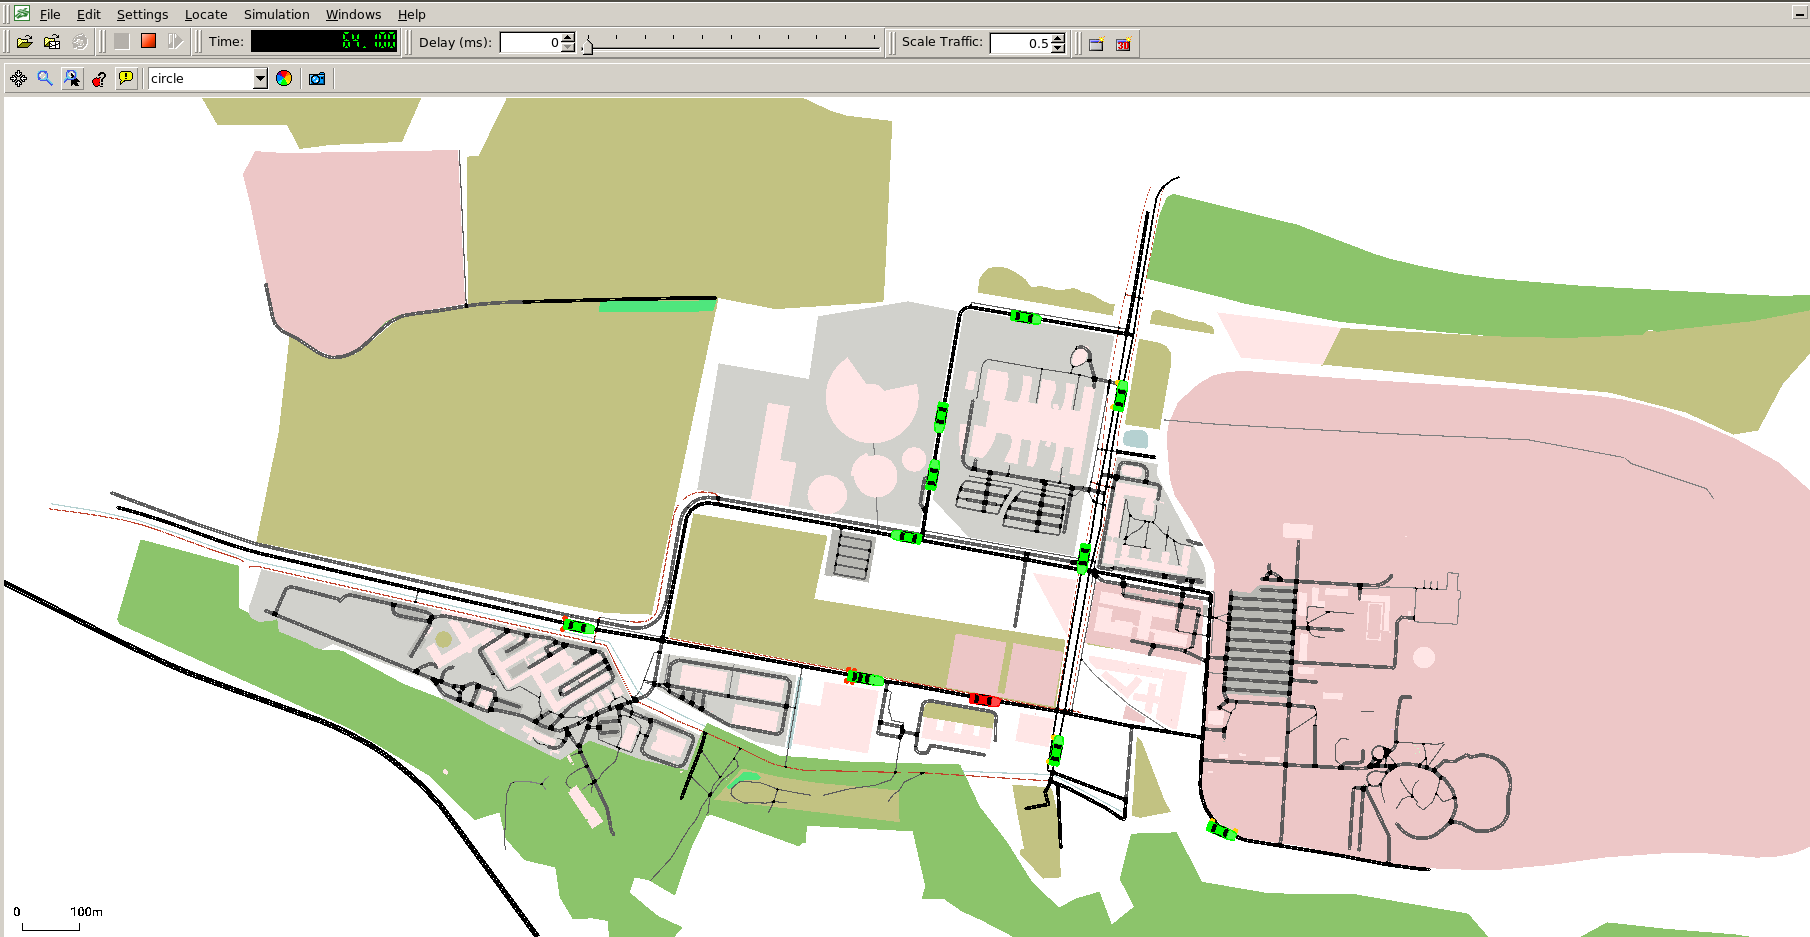 File Edit Settings Locate Simulation Windows Help
Time: 64.100 Delay (ms): 0 Scale Traffic: 0.5
circle
0 100m